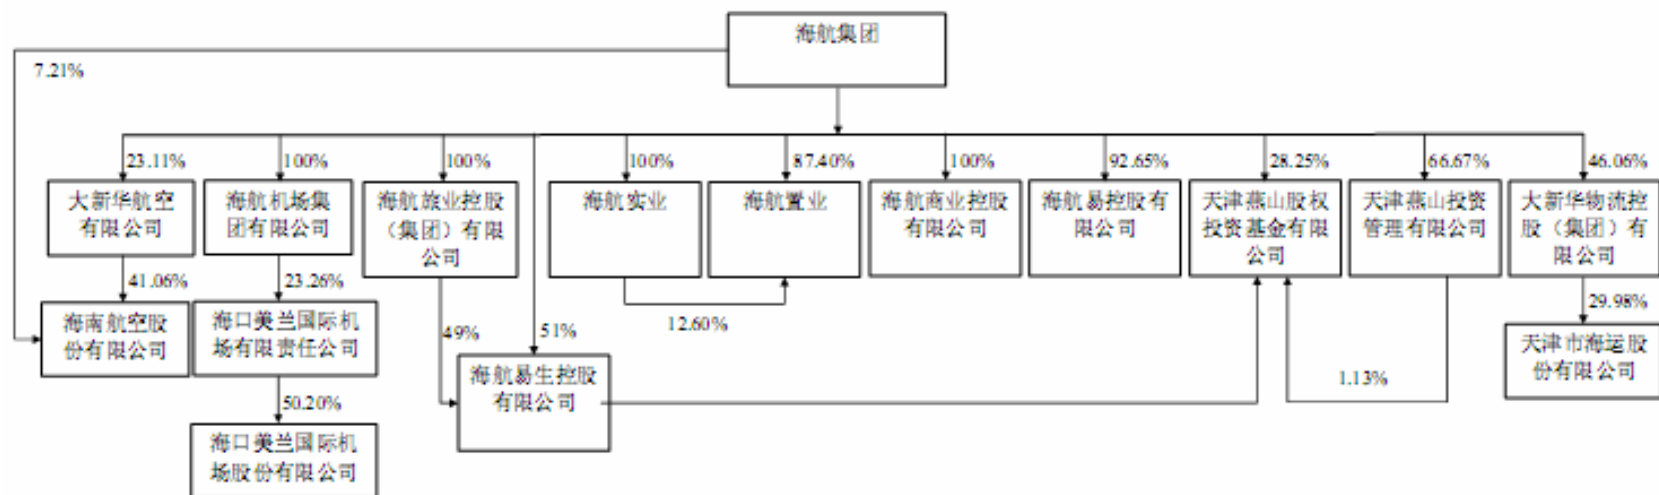 海航集团
7.21%
23.11%
100%
100%
100%
87.40%
100%
92.65%
28.25%
66.67%
46.06%
大新华航空
有限公司
海航机场集
团有限公司
海航旅业控股
（集团）有限
公司
海航实业
海航置业
海航商业控股
有限公司
海航易控股有
限公司
天津燕山股权
投资基金有限
公司
天津燕山投资
管理有限公司
大新华物流控
股（集团）有
限公司
41.06%
23.26%
12.60%
29.98%
海南航空股
份有限公司
海口美兰国际机
场有限责任公司
49%
51%
海航易生控股
有限公司
1.13%
天津市海运股
份有限公司
50.20%
海口美兰国际机
场股份有限公司